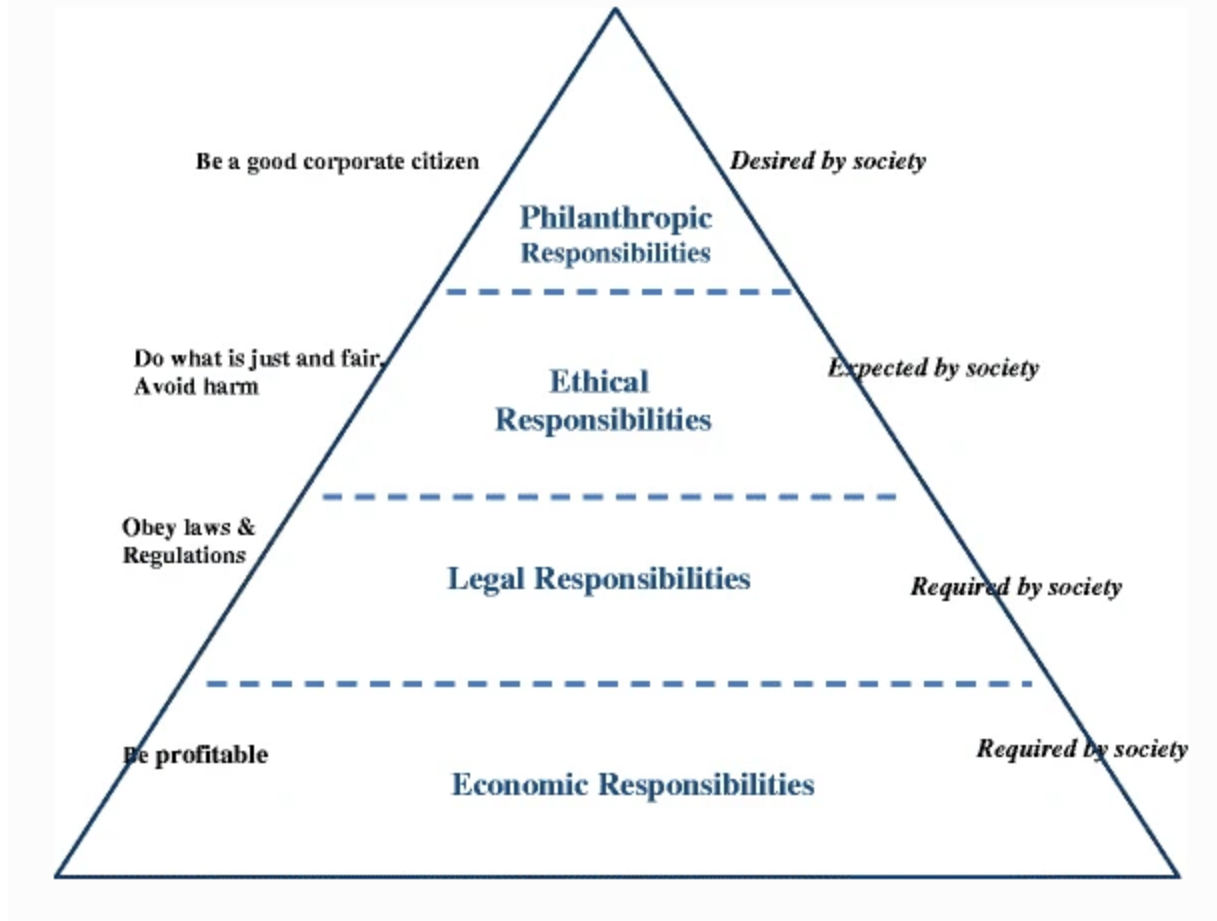 Be a good corporate citizen
Desired by society
Philanthropic
Responsibilities
Do what is just and fair,
Avoid harm
Expected by society
Ethical
Responsibilities
Obey laws &
Regulations
Legal Responsibilities
Required by society
Be profitable
Required by society
Economic Responsibilities